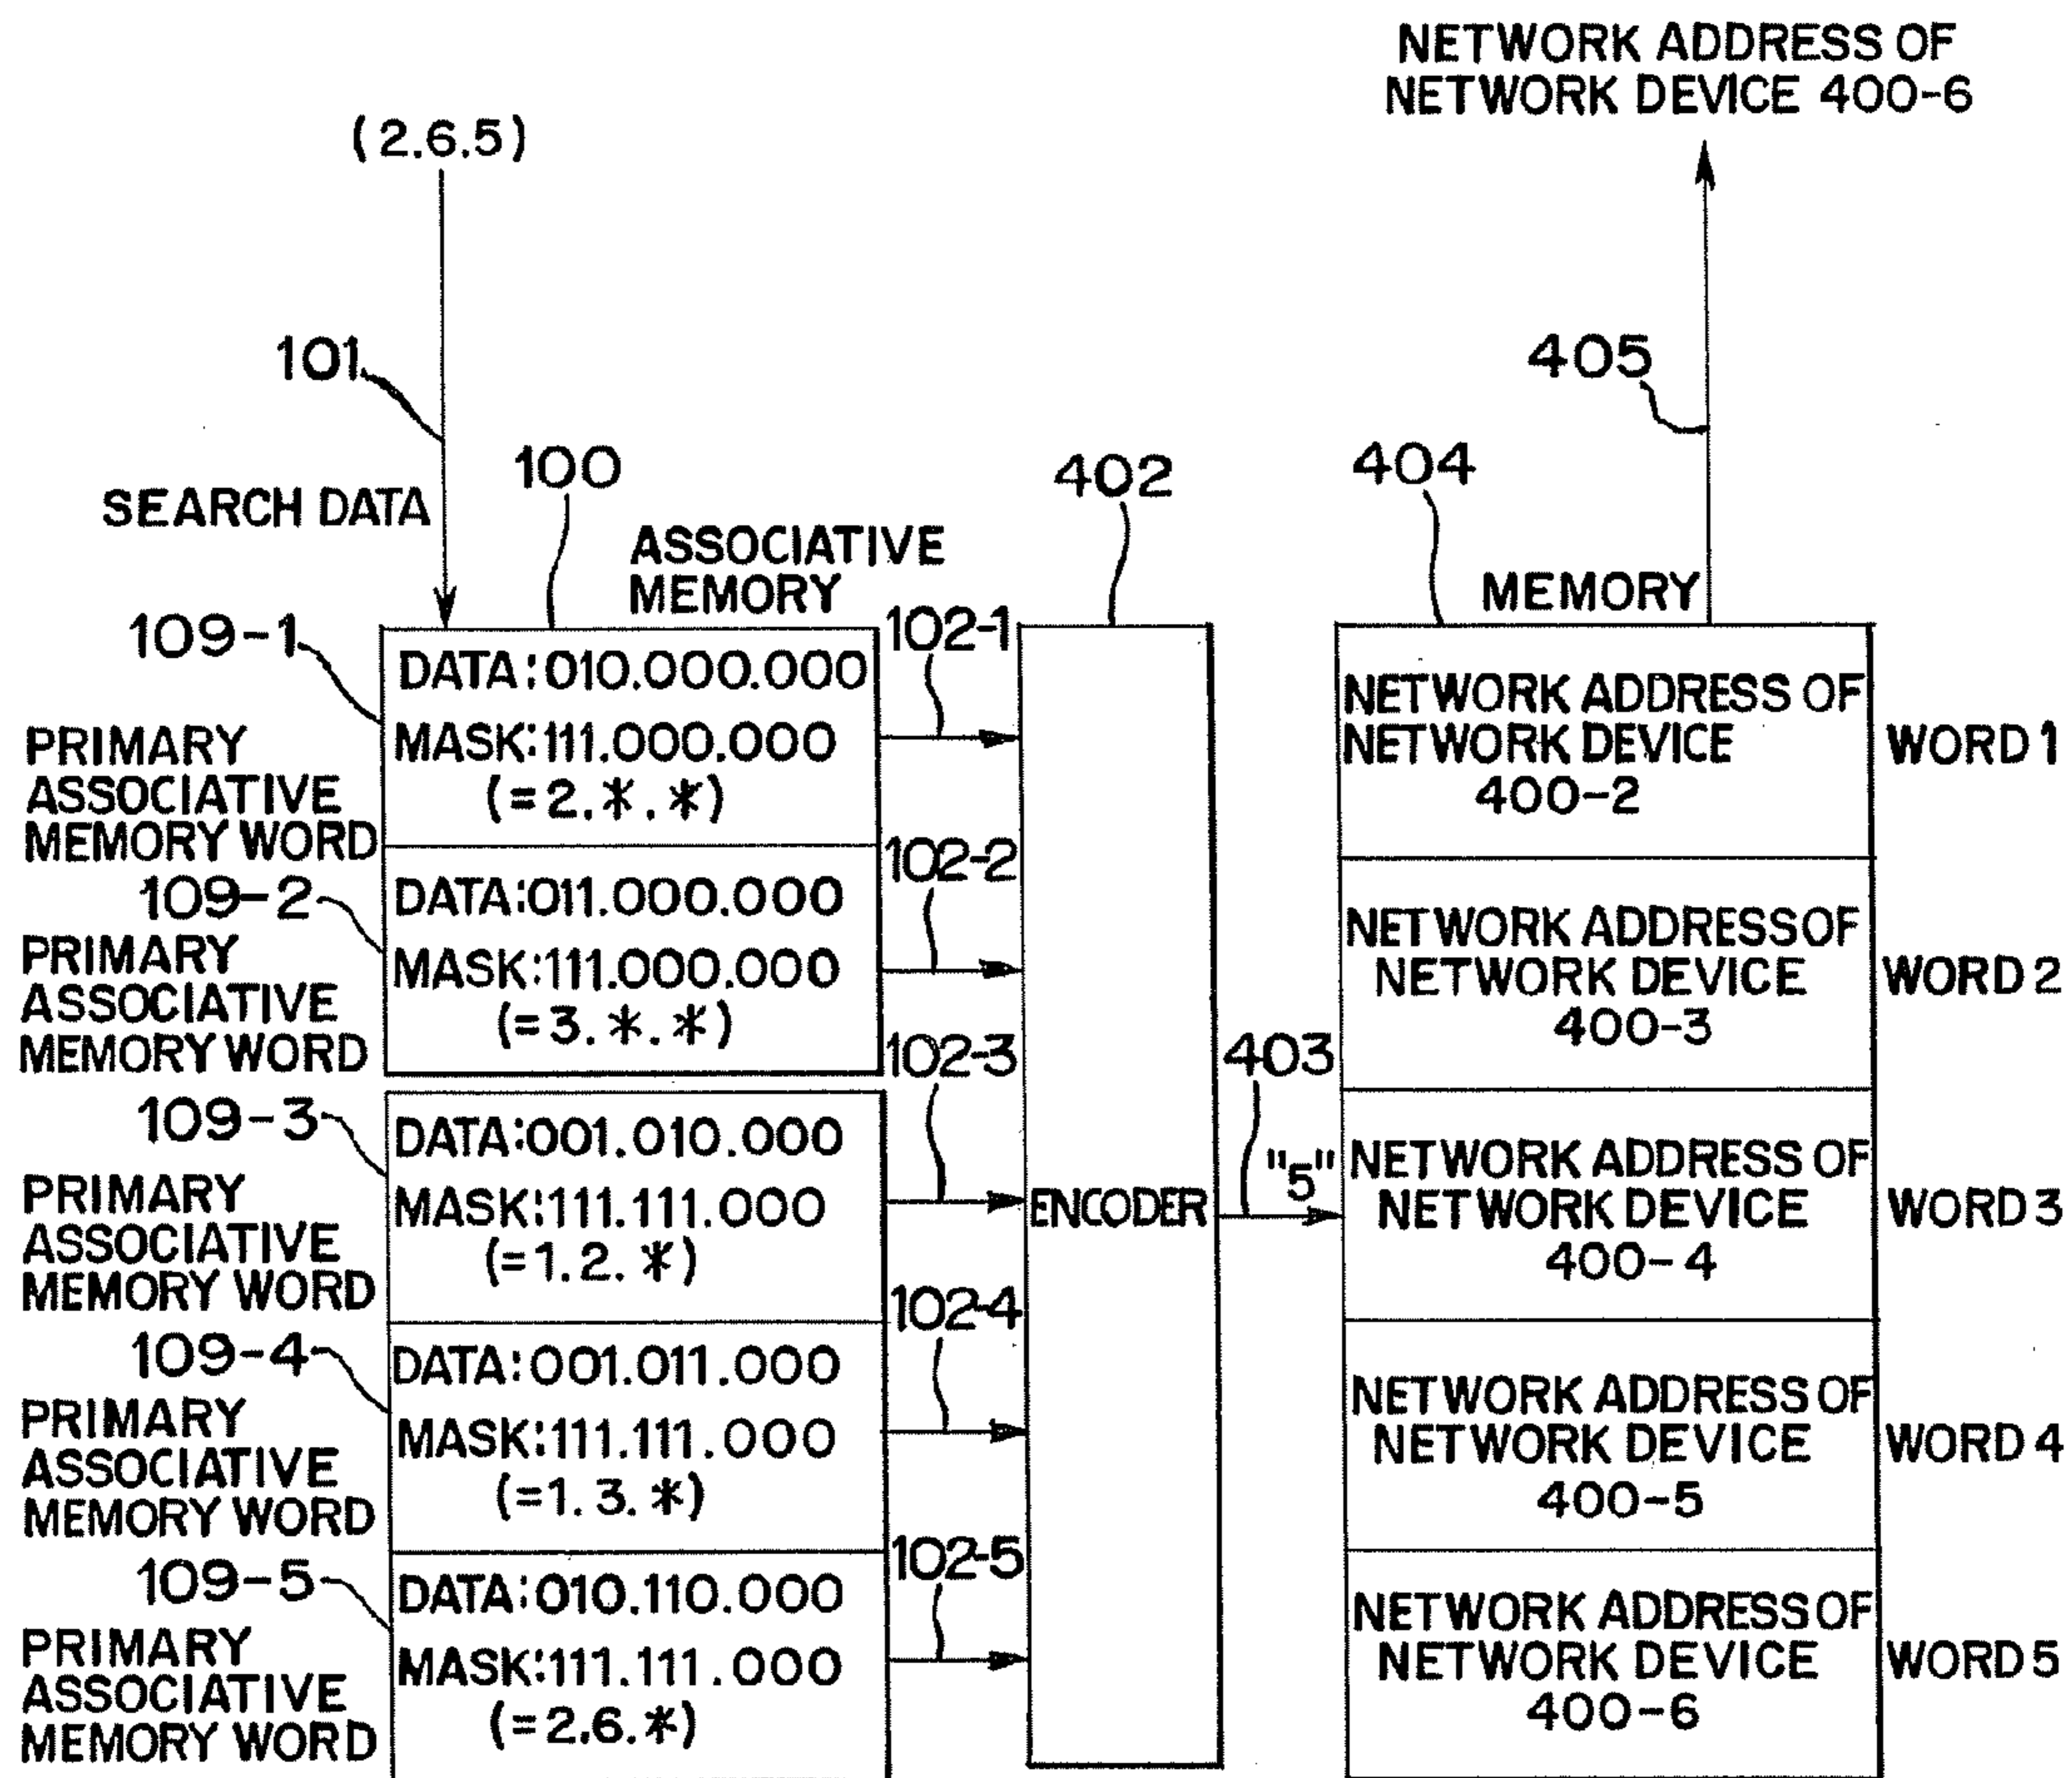 NETWORK ADDRESS OF
NETWORK DEVICE 400-6
(2.6.5)
101
405
SEARCH DATA
100
ASSOCIATIVE
MEMORY
402
404
MEMORY
109-1
PRIMARY
ASSOCIATIVE
MEMORY WORD
DATA:010.000.000
MASK:111.000.000
(=2.*.*)
102-1
109-2
PRIMARY
ASSOCIATIVE
MEMORY WORD
DATA:011.000.000
MASK:111.000.000
(=3.*.*)
102-2
109-3
PRIMARY
ASSOCIATIVE
MEMORY WORD
DATA:001.010.000
MASK:111.111.000
(=1.2.*)
102-3
109-4
PRIMARY
ASSOCIATIVE
MEMORY WORD
DATA:001.011.000
MASK:111.111.000
(=1.3.*)
102-4
109-5
PRIMARY
ASSOCIATIVE
MEMORY WORD
DATA:010.110.000
MASK:111.111.000
(=2.6.*)
102-5
ENCODER
403
"5"
NETWORK ADDRESS OF
NETWORK DEVICE
400-2
WORD 1
NETWORK ADDRESS OF
NETWORK DEVICE
400-3
WORD 2
NETWORK ADDRESS OF
NETWORK DEVICE
400-4
WORD 3
NETWORK ADDRESS OF
NETWORK DEVICE
400-5
WORD 4
NETWORK ADDRESS OF
NETWORK DEVICE
400-6
WORD 5